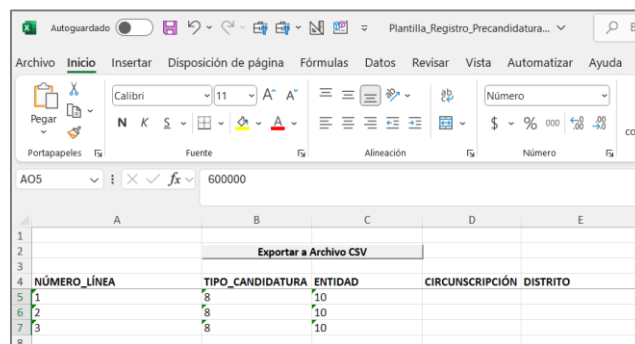 Autoguardado Plantilla_Registro_Precandidatura...
Archivo Inicio Insertar Disposición de página Fórmulas Datos Revisar Vista Automatizar Ayuda
Pegar
Calibri 11
N K S
Número
$ % 000
Portapapeles Fuente Alineación Número
AO5 fx 600000
A B C D E
1
2 Exportar a Archivo CSV
3
4 NÚMERO_LÍNEA TIPO_CANDIDATURA ENTIDAD CIRCUNSCRIPCIÓN DISTRITO
5 1 8 10
6 2 8 10
7 3 8 10